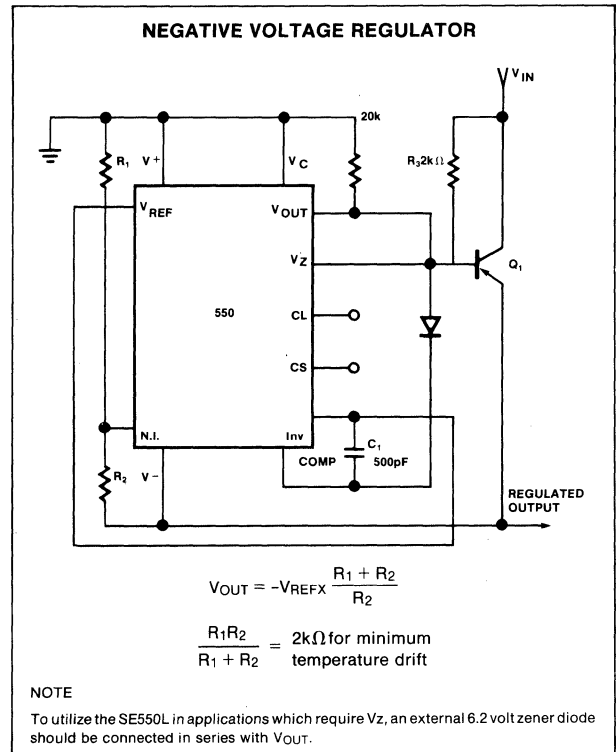 NEGATIVE VOLTAGE REGULATOR
VIN
20k
R1
V+
VC
R3 2kΩ
VREF
VOUT
VZ
Q1
550
CL
CS
N.I.
Inv
C1
COMP
500pF
R2
V-
REGULATED
OUTPUT
VOUT = -VREFX R1 + R2 / R2
R1R2 / R1 + R2 = 2kΩ for minimum
temperature drift
NOTE
To utilize the SE550L in applications which require Vz, an external 6.2 volt zener diode
should be connected in series with VOUT.